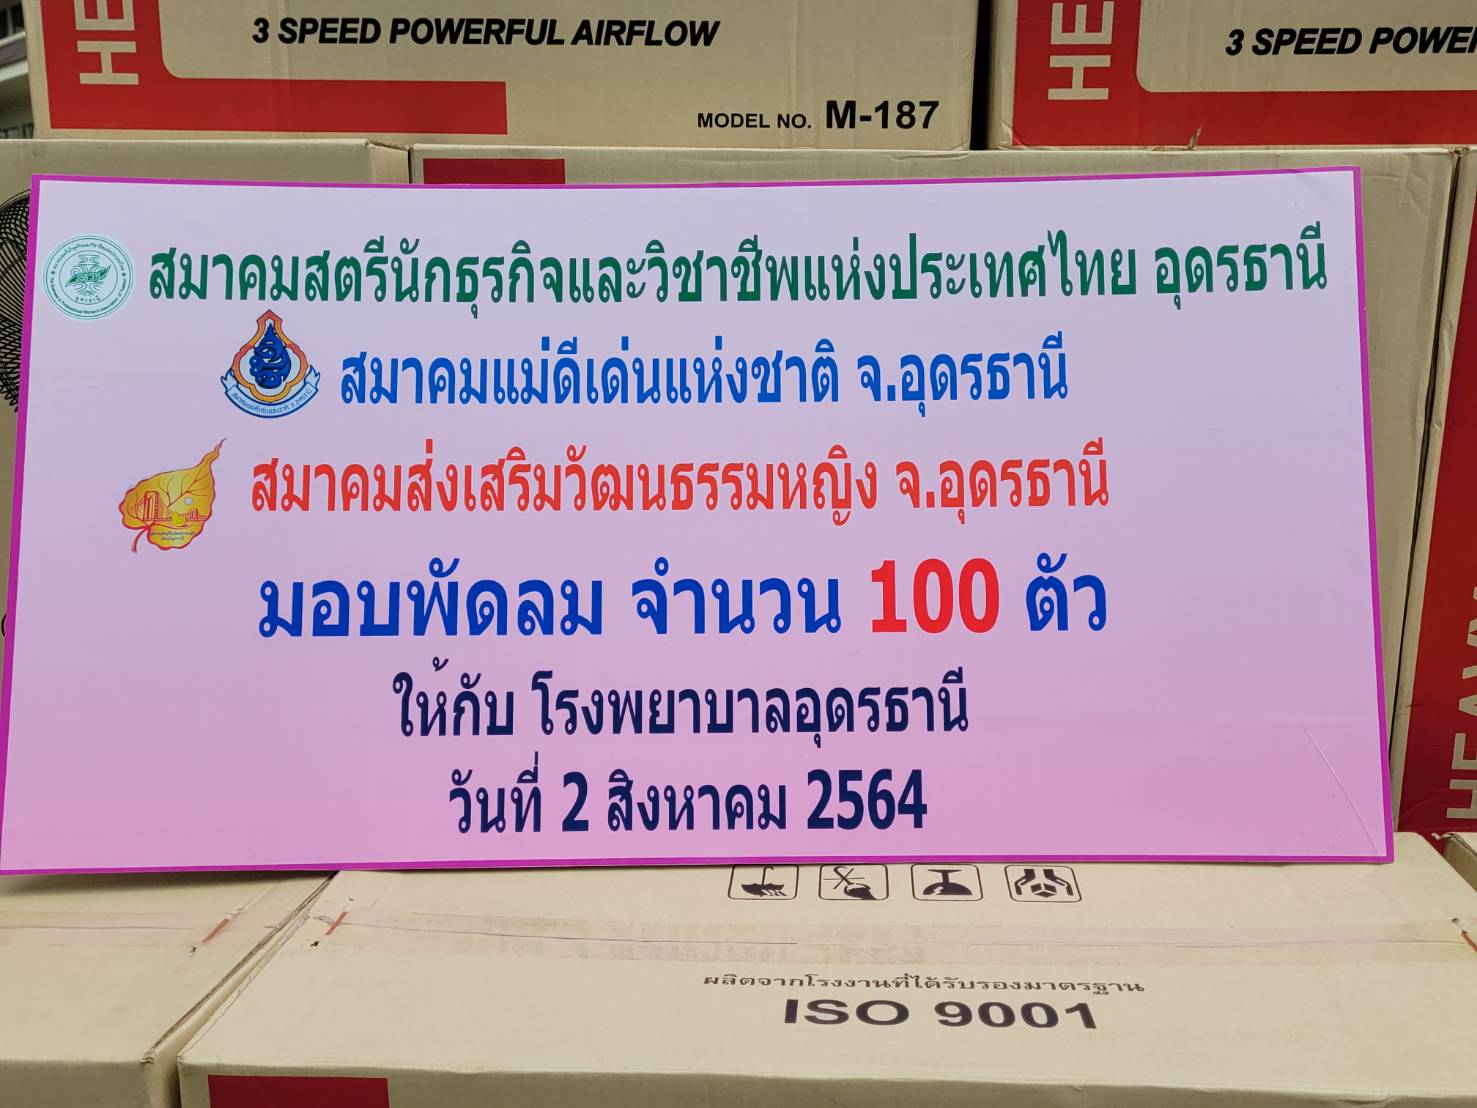 HE
3 SPEED POWERFUL AIRFLOW
MODEL NO. M-187
HE
3 SPEED
สมาคมสตรีนักธุรกิจและวิชาชีพแห่งประเทศไทย อุดรธานี
สมาคมแม่ดีเด่นแห่งชาติ จ.อุดรธานี
สมาคมส่งเสริมวัฒนธรรมหญิง จ.อุดรธานี
มอบพัดลม จำนวน 100 ตัว
ให้กับ โรงพยาบาลอุดรธานี
วันที่ 2 สิงหาคม 2564
ผลิตจากโรงงานที่ได้รับรองมาตรฐาน
ISO 9001